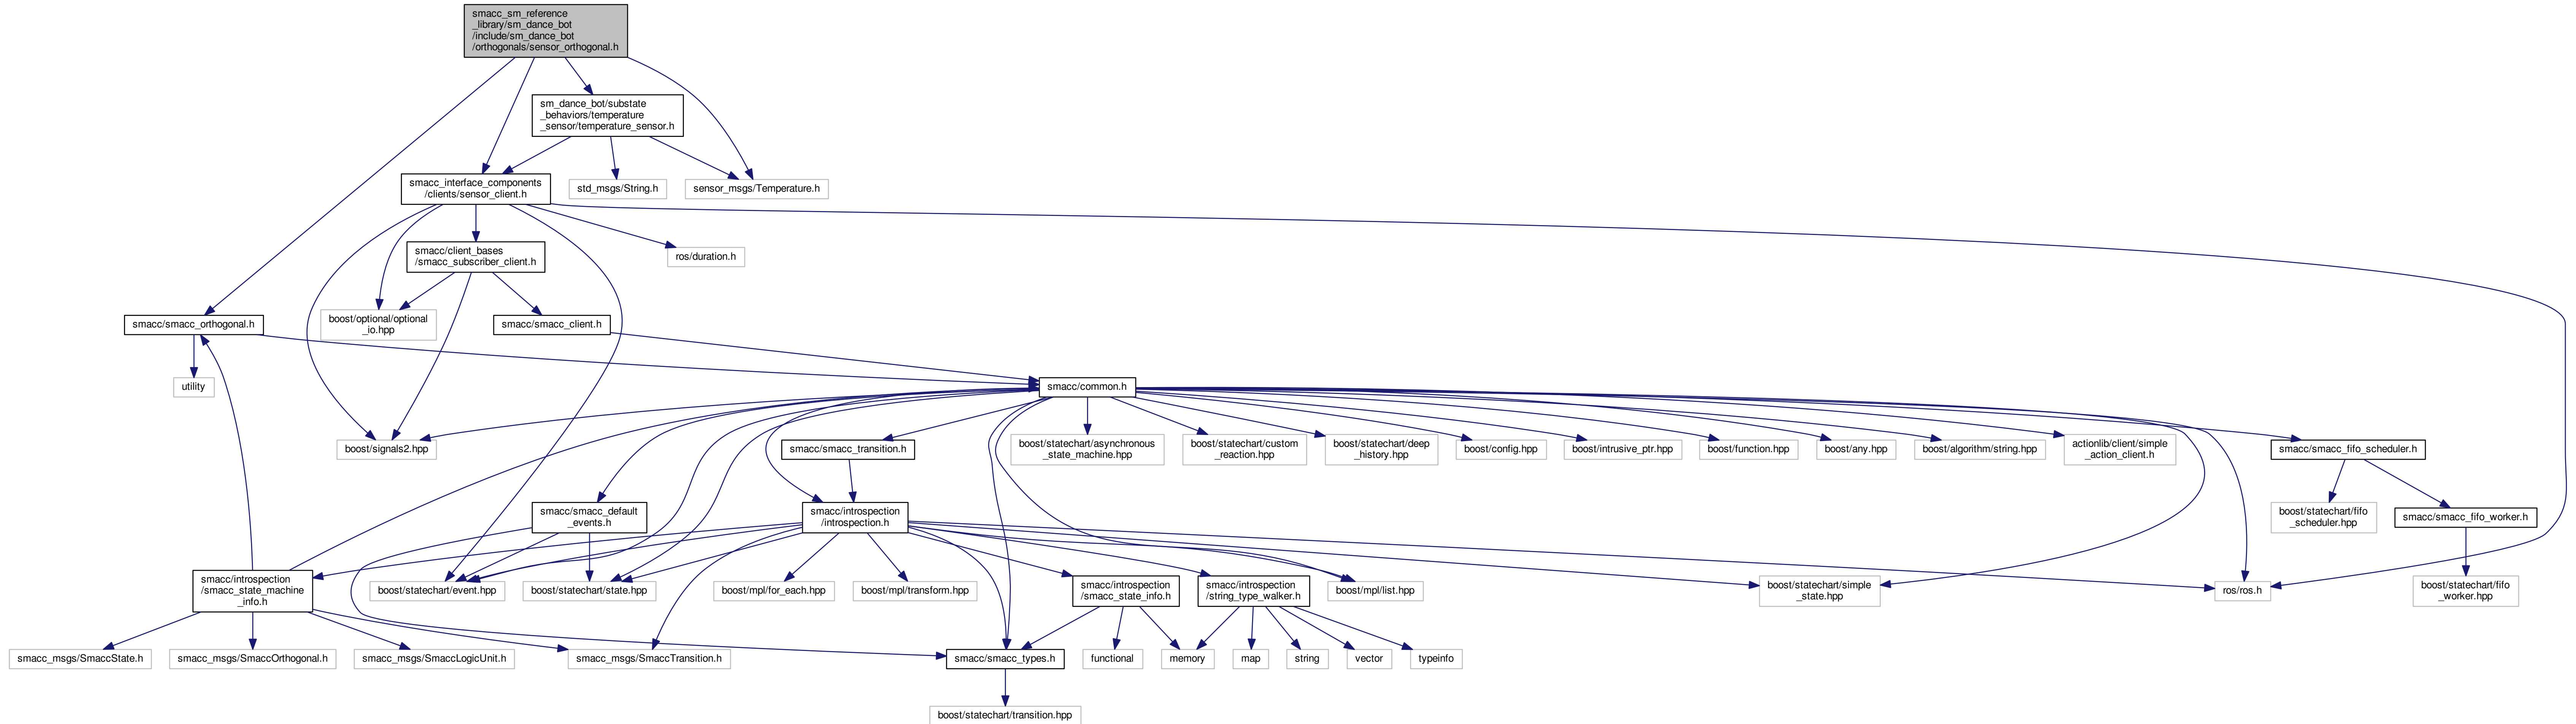 smacc_sm_reference
_library/sm_dance_bot
/include/sm_dance_bot
/orthogonals/sensor_orthogonal.h
sm_dance_bot/substate
_behaviors/temperature
_sensor/temperature_sensor.h
smacc_interface_components
/clients/sensor_client.h
std_msgs/String.h
sensor_msgs/Temperature.h
smacc/client_bases
/smacc_subscriber_client.h
ros/duration.h
smacc/smacc_orthogonal.h
boost/optional/optional
_io.hpp
smacc/smacc_client.h
utility
smacc/common.h
boost/signals2.hpp
smacc/smacc_transition.h
boost/statechart/asynchronous
_state_machine.hpp
boost/statechart/custom
_reaction.hpp
boost/statechart/deep
_history.hpp
boost/config.hpp
boost/intrusive_ptr.hpp
boost/function.hpp
boost/any.hpp
boost/algorithm/string.hpp
actionlib/client/simple
_action_client.h
smacc/smacc_fifo_scheduler.h
smacc/smacc_default
_events.h
smacc/introspection
/introspection.h
boost/statechart/fifo
_scheduler.hpp
smacc/smacc_fifo_worker.h
smacc/introspection
/smacc_state_machine
_info.h
boost/statechart/event.hpp
boost/statechart/state.hpp
boost/mpl/for_each.hpp
boost/mpl/transform.hpp
smacc/introspection
/smacc_state_info.h
smacc/introspection
/string_type_walker.h
boost/mpl/list.hpp
boost/statechart/simple
_state.hpp
ros/ros.h
boost/statechart/fifo
_worker.hpp
smacc_msgs/SmaccState.h
smacc_msgs/SmaccOrthogonal.h
smacc_msgs/SmaccLogicUnit.h
smacc_msgs/SmaccTransition.h
smacc/smacc_types.h
functional
memory
map
string
vector
typeinfo
boost/statechart/transition.hpp